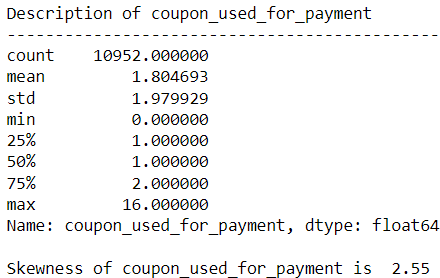 Description of coupon_used_for_payment
---------------------------------------------
count    10952.000000
mean         1.804693
std          1.979929
min          0.000000
25%          1.000000
50%          1.000000
75%          2.000000
max         16.000000
Name: coupon_used_for_payment, dtype: float64

Skewness of coupon_used_for_payment is  2.55